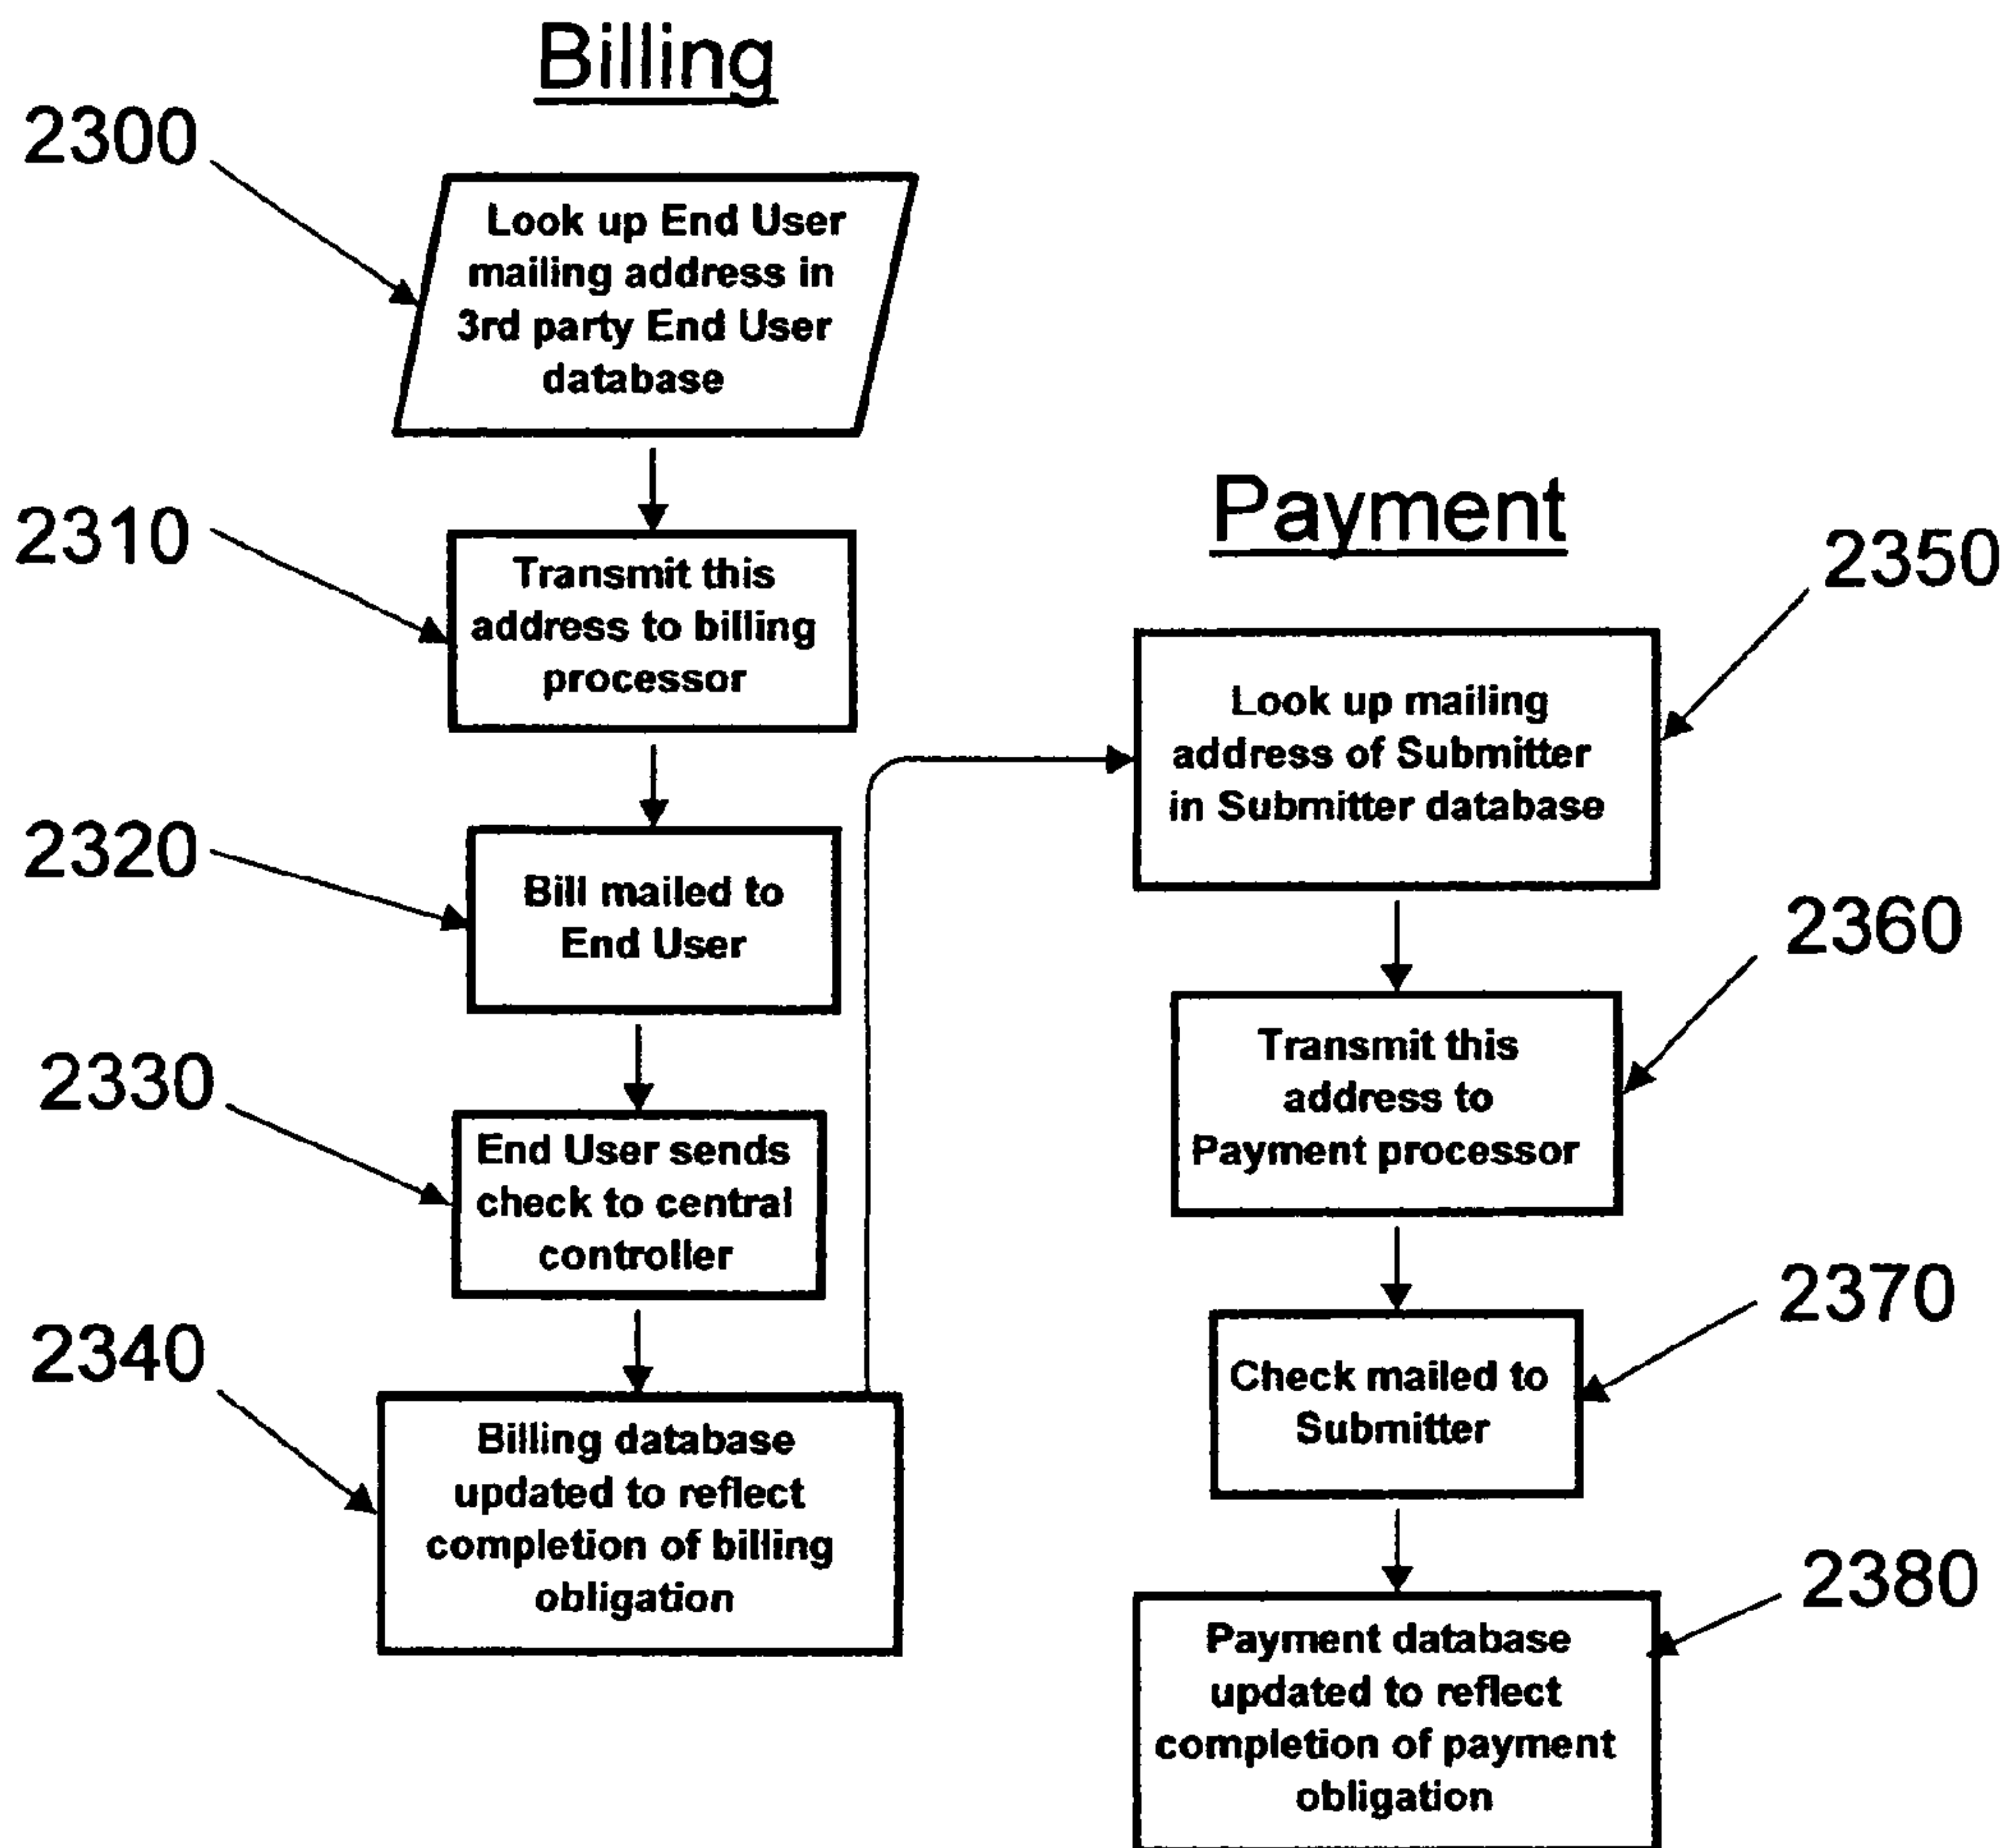 Billing
2300
Look up End User
mailing address in
3rd party End User
database
2310
Transmit this
address to billing
processor
2320
Bill mailed to
End User
2330
End User sends
check to central
controller
2340
Billing database
updated to reflect
completion of billing
obligation
Payment
2350
Look up mailing
address of Submitter
in Submitter database
2360
Transmit this
address to
Payment processor
2370
Check mailed to
Submitter
2380
Payment database
updated to reflect
completion of payment
obligation